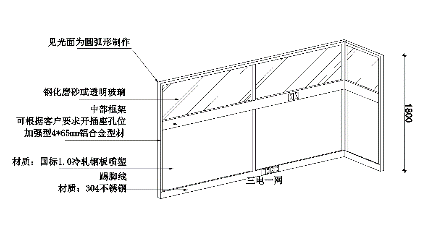 见光面为圆弧形制作
钢化磨砂或透明玻璃
中部框架
可根据客户要求开插座孔位
加强型4*65mm铝合金型材
材质：国标1.0冷轧钢板喷塑
踢脚线
材质：304不锈钢
三电一网
1800